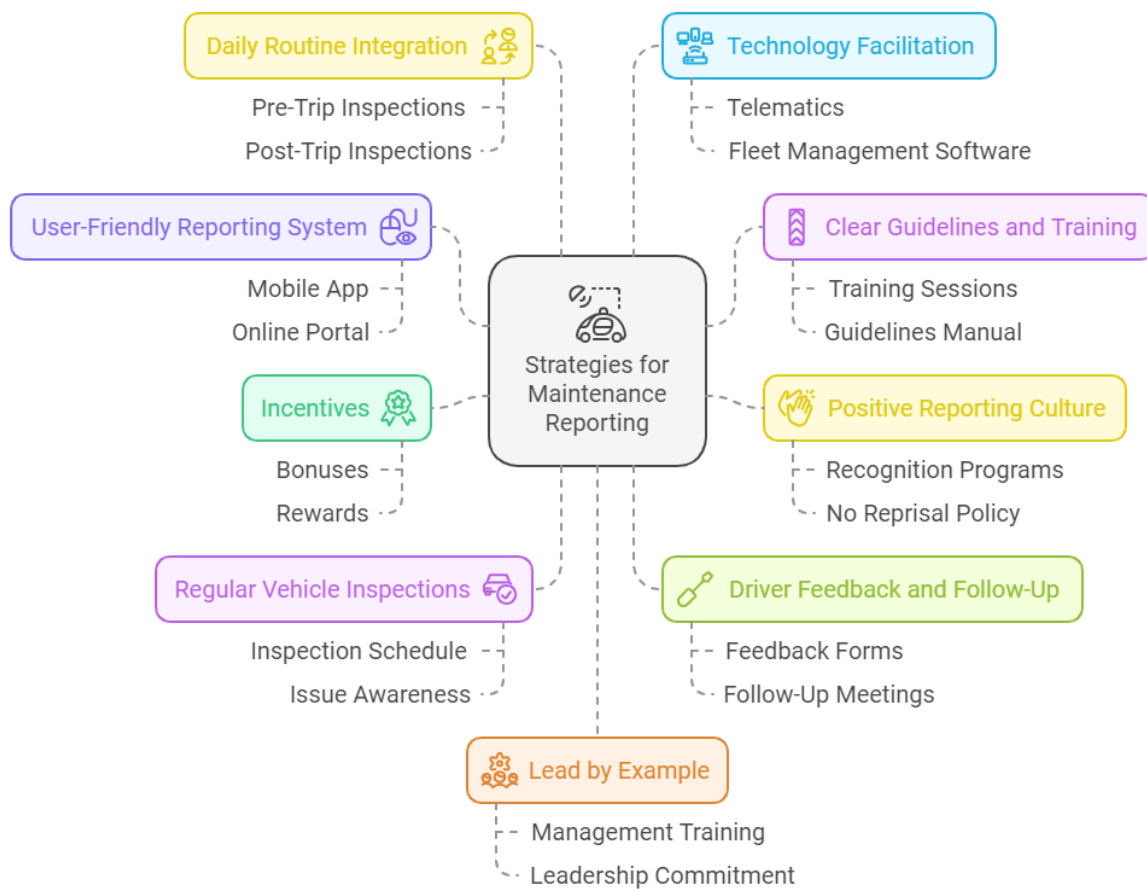 Daily Routine Integration
Pre-Trip Inspections
Post-Trip Inspections
Technology Facilitation
Telematics
Fleet Management Software
User-Friendly Reporting System
Mobile App
Online Portal
Clear Guidelines and Training
Training Sessions
Guidelines Manual
Strategies for
Maintenance
Reporting
Incentives
Bonuses
Rewards
Positive Reporting Culture
Recognition Programs
No Reprisal Policy
Regular Vehicle Inspections
Inspection Schedule
Issue Awareness
Driver Feedback and Follow-Up
Feedback Forms
Follow-Up Meetings
Lead by Example
Management Training
Leadership Commitment